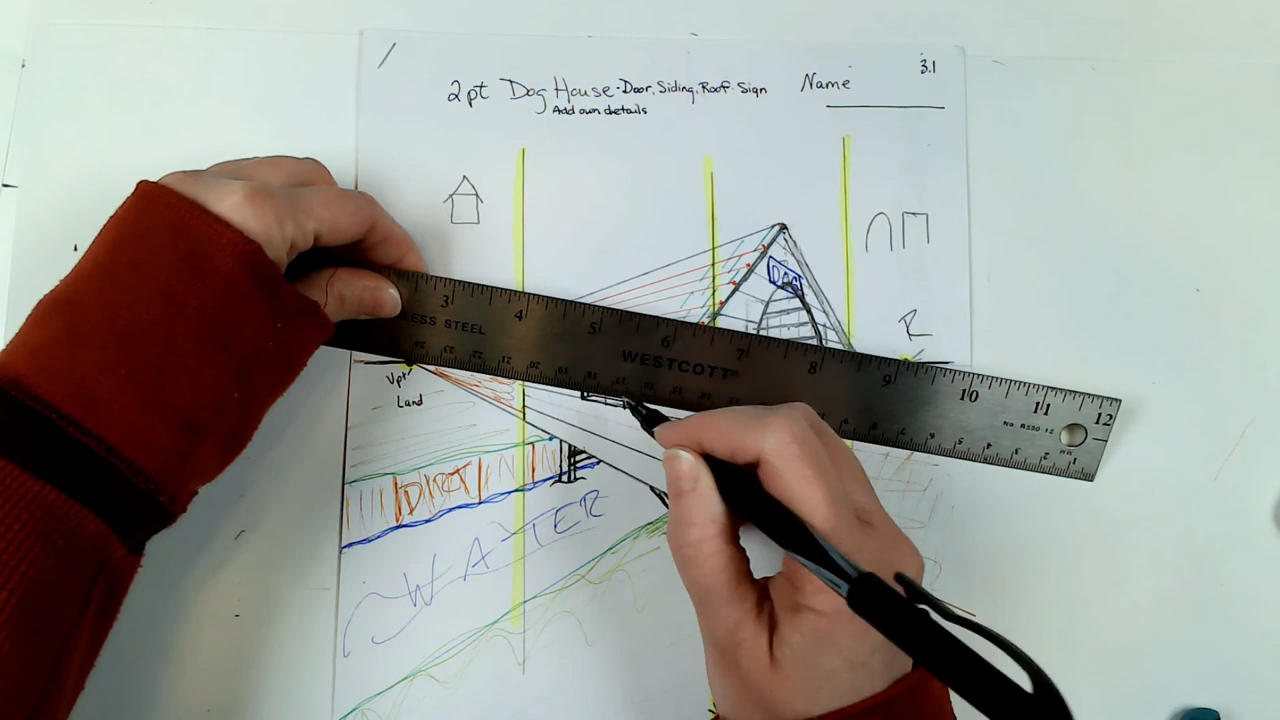 3.1
2pt Dog House - Door, Siding, Roof - Sign Name
Add own details
R
DOG
3 4 5 6 7 8 9 10 11 12
LESS STEEL
WESTCOTT
Vpt
Land
DIRT
WATER